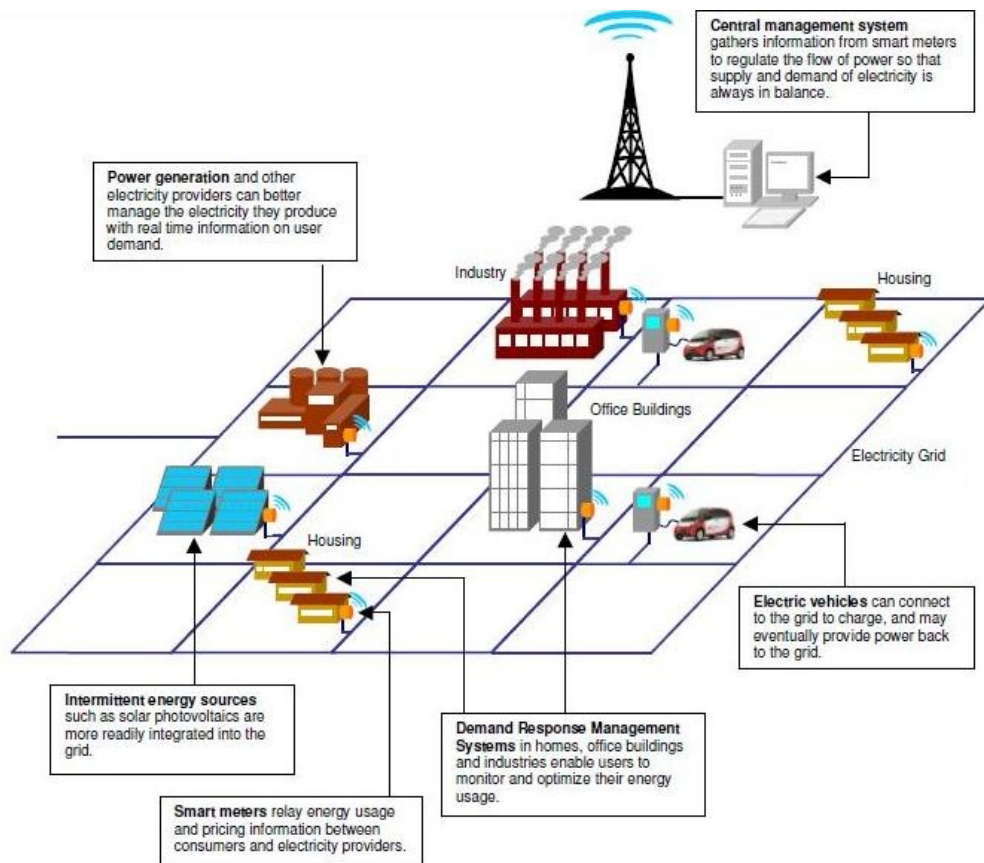 Central management system
gathers information from smart meters
to regulate the flow of power so that
supply and demand of electricity is
always in balance.
Power generation and other
electricity providers can better
manage the electricity they produce
with real time information on user
demand.
Industry
Housing
Office Buildings
Electricity Grid
Housing
Electric vehicles can connect
to the grid to charge, and may
eventually provide power back
to the grid.
Intermittent energy sources
such as solar photovoltaics are
more readily integrated into the
grid.
Demand Response Management
Systems in homes, office buildings
and industries enable users to
monitor and optimize their energy
usage.
Smart meters relay energy usage
and pricing information between
consumers and electricity providers.